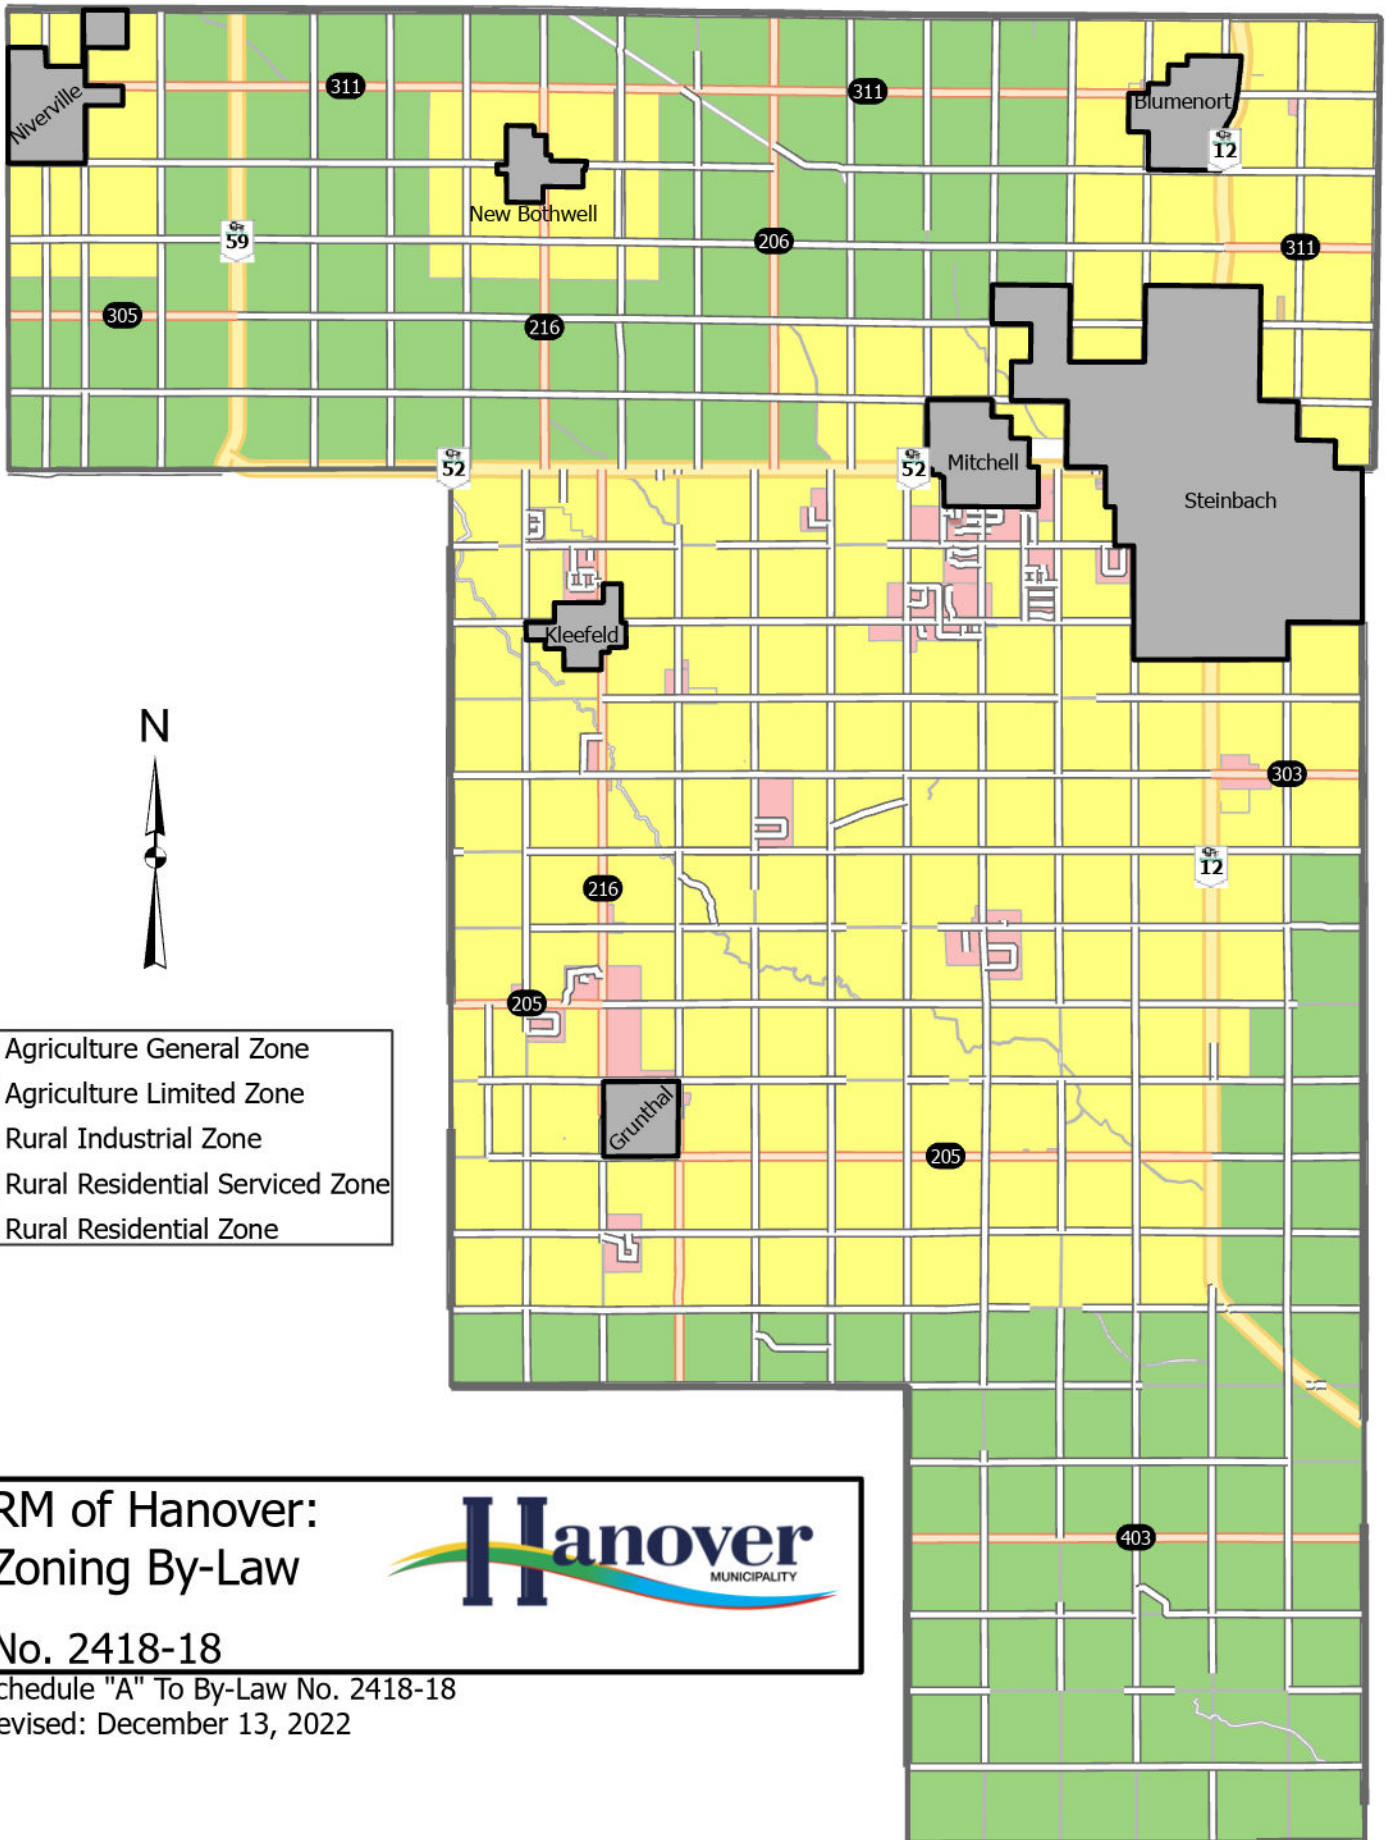 Niverville
311
311
Blumenort
12
New Bothwell
59
206
311
305
216
52
52
Mitchell
Steinbach
Kleefeld
N
303
12
216
205
Agriculture General Zone
Agriculture Limited Zone
Rural Industrial Zone
Rural Residential Serviced Zone
Rural Residential Zone
Grunthal
205
RM of Hanover:
Zoning By-Law
No. 2418-18
Hanover
MUNICIPALITY
403
chedule "A" To By-Law No. 2418-18
evised: December 13, 2022